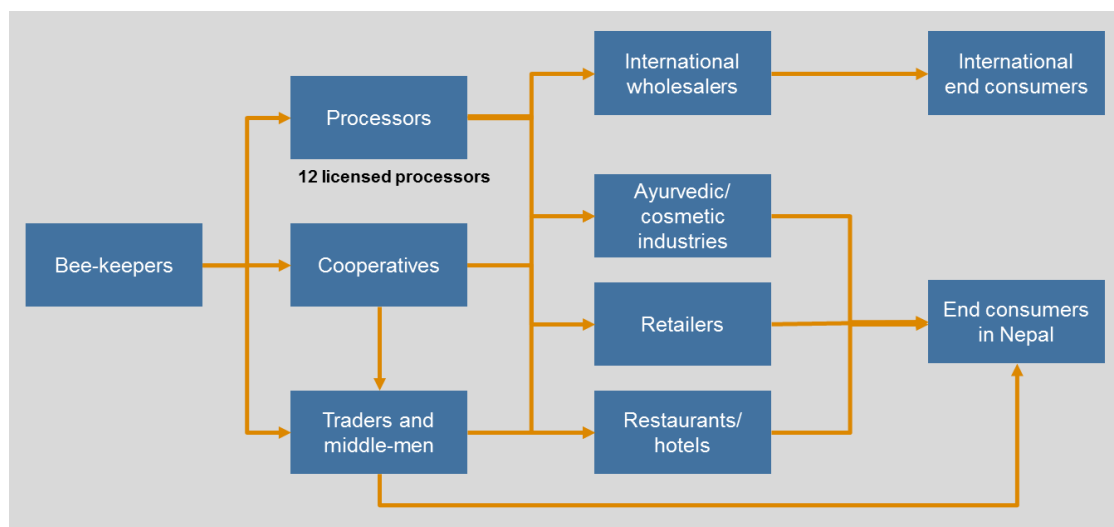 International
wholesalers
International
end consumers
Processors
12 licensed processors
Ayurvedic/
cosmetic
industries
Bee-keepers
Cooperatives
Retailers
End consumers
in Nepal
Traders and
middle-men
Restaurants/
hotels